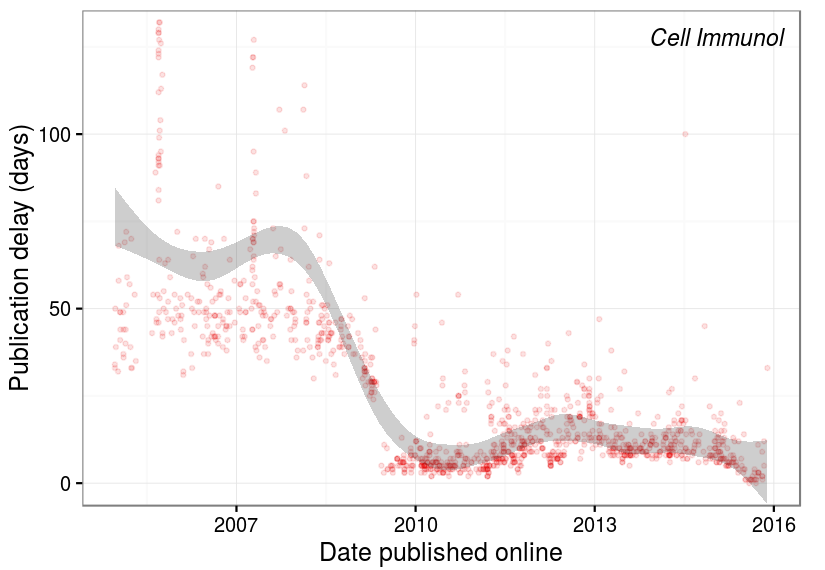 Cell Immunol
Publication delay (days)
100
50
0
2007
2010
2013
2016
Date published online